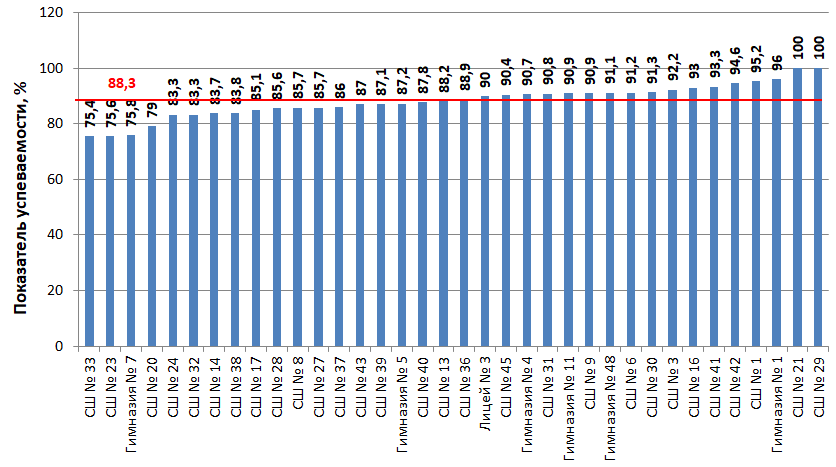 Показатель успеваемости, %
120
100
80
60
40
20
0
88,3
75,4
75,6
75,8
79
83,3
83,3
83,7
83,8
85,1
85,6
85,7
85,7
86
87
87,1
87,2
87,8
88,2
88,9
90
90,4
90,7
90,8
90,9
90,9
91,1
91,2
91,3
92,2
93
93,3
94,6
95,2
96
100
100
СШ № 33
СШ № 23
Гимназия № 7
СШ № 20
СШ № 24
СШ № 32
СШ № 14
СШ № 38
СШ № 17
СШ № 28
СШ № 8
СШ № 27
СШ № 37
СШ № 43
СШ № 39
Гимназия № 5
СШ № 40
СШ № 13
СШ № 36
Лицей № 3
СШ № 45
Гимназия № 4
СШ № 31
Гимназия № 11
СШ № 9
Гимназия № 48
СШ № 6
СШ № 30
СШ № 3
СШ № 16
СШ № 41
СШ № 42
СШ № 1
Гимназия № 1
СШ № 21
СШ № 29